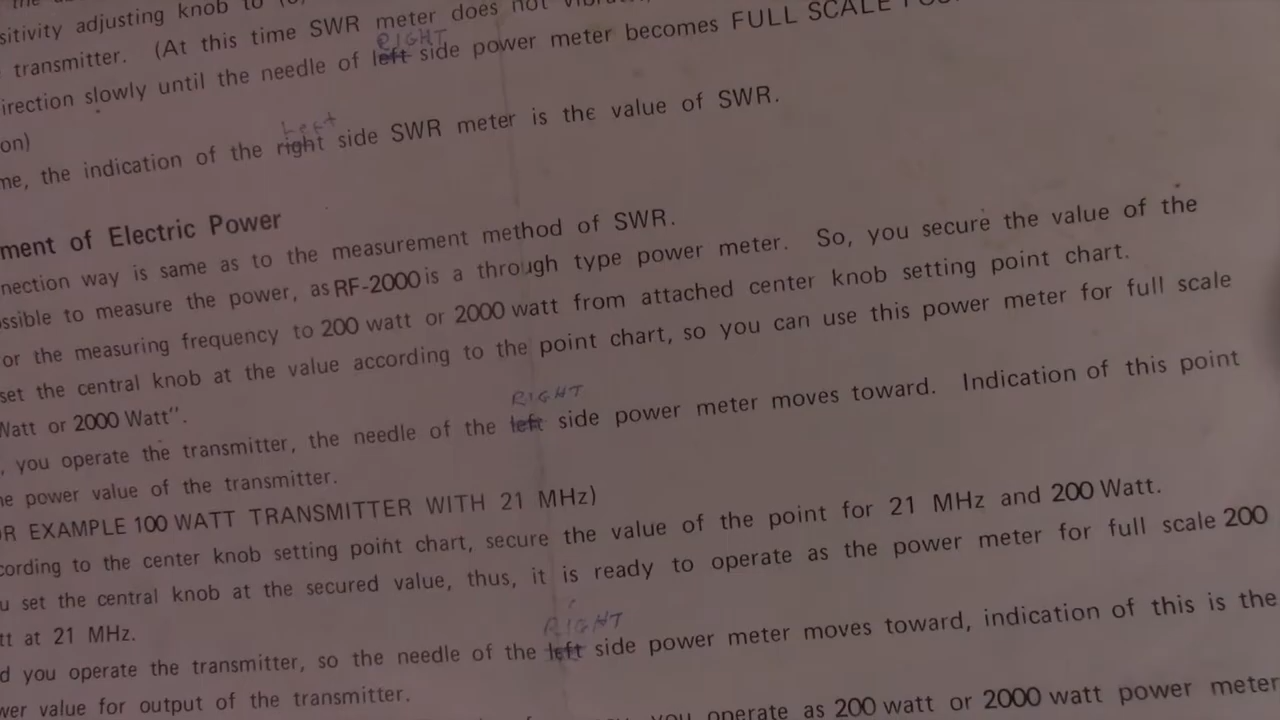 sitivity adjusting knob to
transmitter. (At this time SWR meter does not
RIGHT
irection slowly until the needle of left side power meter becomes FULL SCALE
on)
Left
me, the indication of the right side SWR meter is the value of SWR.
ment of Electric Power
nection way is same as to the measurement method of SWR.
ssible to measure the power, as RF-2000 is a through type power meter. So, you secure the value of the
or the measuring frequency to 200 watt or 2000 watt from attached center knob setting point chart.
set the central knob at the value according to the point chart, so you can use this power meter for full scale
Watt or 2000 Watt".
RIGHT
, you operate the transmitter, the needle of the left side power meter moves toward. Indication of this point
he power value of the transmitter.
OR EXAMPLE 100 WATT TRANSMITTER WITH 21 MHz)
cording to the center knob setting point chart, secure the value of the point for 21 MHz and 200 Watt.
u set the central knob at the secured value, thus, it is ready to operate as the power meter for full scale 200
tt at 21 MHz.
RIGHT
d you operate the transmitter, so the needle of the left side power meter moves toward, indication of this is the
wer value for output of the transmitter.
you operate as 200 watt or 2000 watt power meter